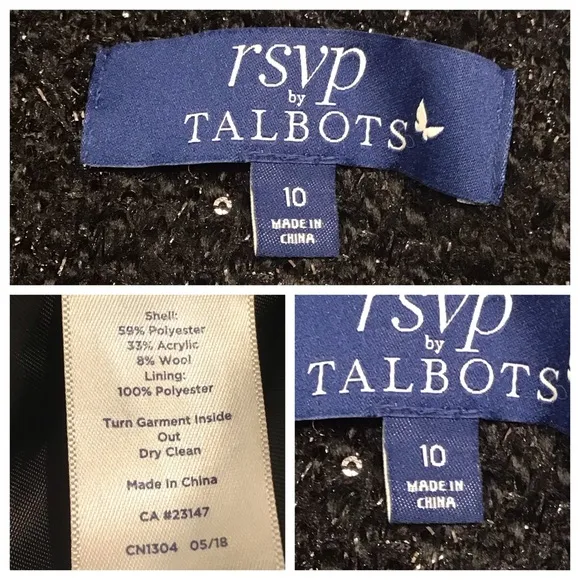 rsvp
by
TALBOTS
10
MADE IN
CHINA
Shell:
59% Polyester
33% Acrylic
8% Wool
Lining:
100% Polyester
Turn Garment Inside
Out
Dry Clean
Made in China
CA #23147
CN1304 05/18
rsvp
by
TALBOTS
10
MADE IN
CHINA